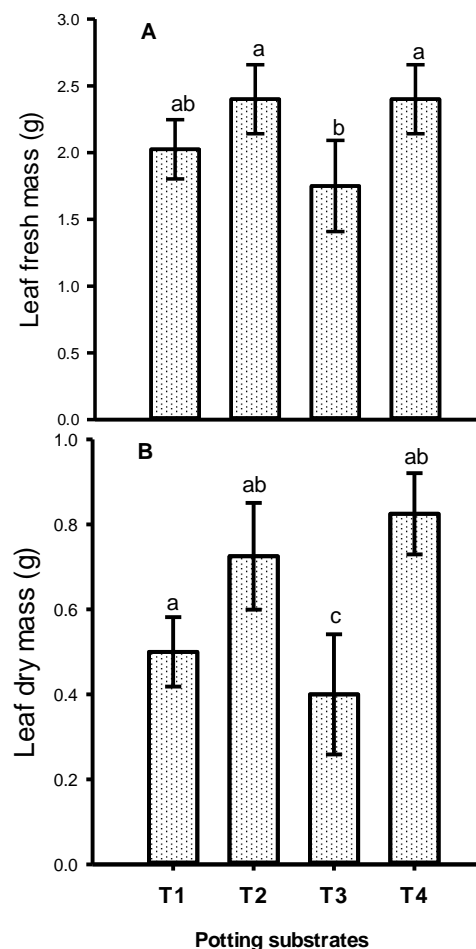 A
Leaf fresh mass (g)
3.0
2.5
2.0
1.5
1.0
0.5
0.0
ab
a
b
a
B
Leaf dry mass (g)
1.0
0.8
0.6
0.4
0.2
0.0
a
ab
c
ab
T1 T2 T3 T4
Potting substrates